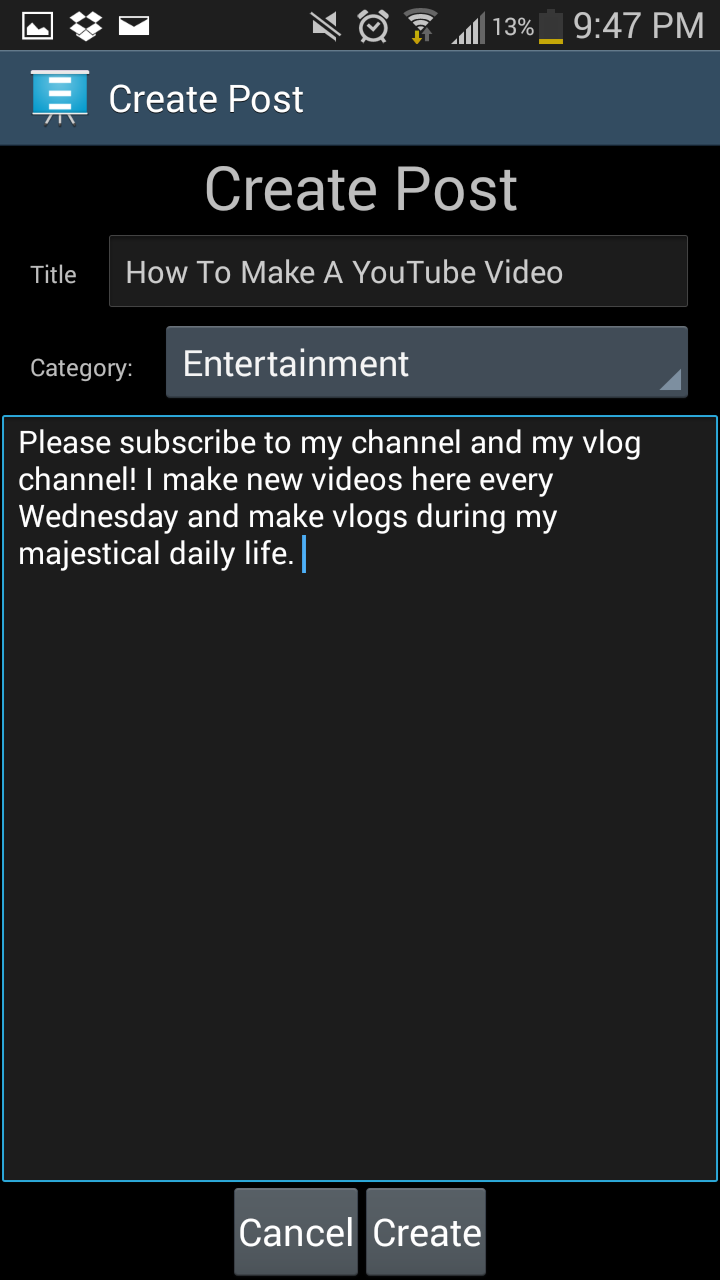 13% 9:47 PM
Create Post
Create Post
Title How To Make A YouTube Video
Category: Entertainment
Please subscribe to my channel and my vlog
channel! I make new videos here every
Wednesday and make vlogs during my
majestical daily life.
Cancel Create